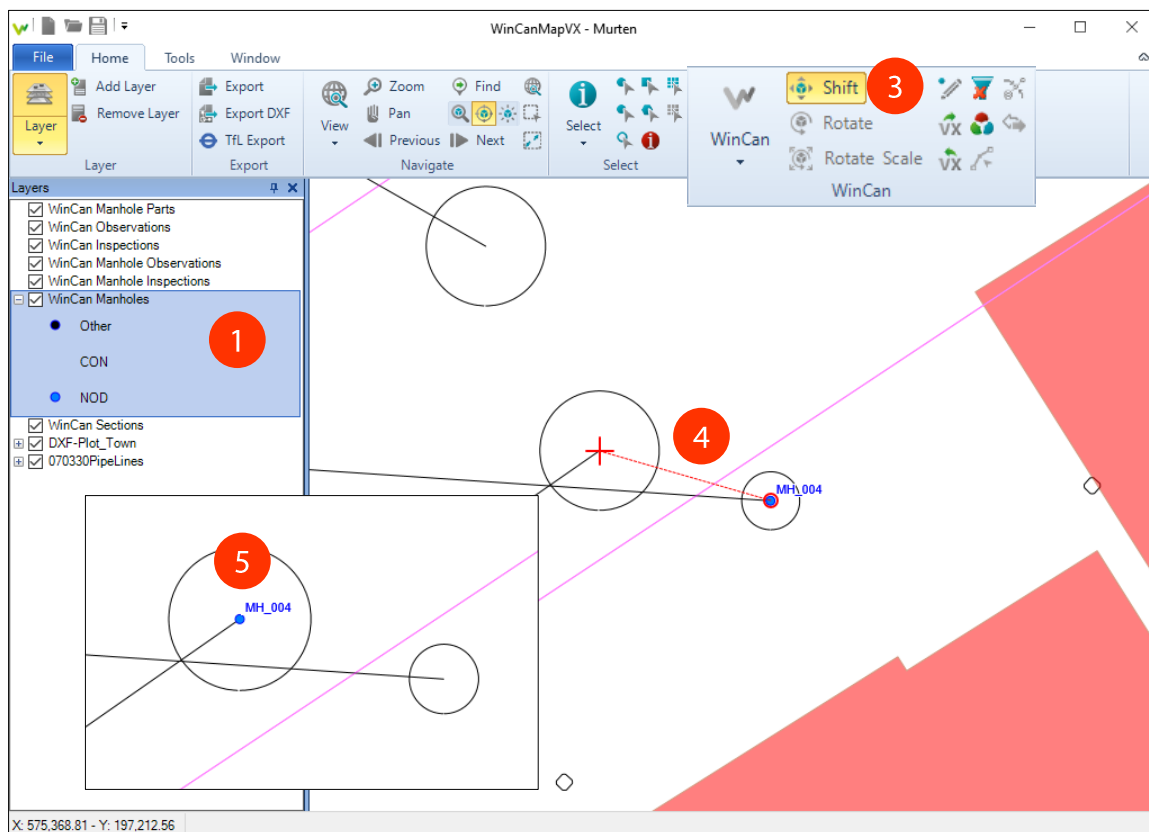 WinCanMapVX - Murten
File
Home
Tools
Window
Layer
Add Layer
Remove Layer
Layer
Export
Export DXF
TfL Export
Export
View
Zoom
Pan
Previous
Find
Next
Navigate
Select
Select
WinCan
Shift
3
Rotate
Rotate Scale
VX
VX
WinCan
Layers
WinCan Manhole Parts
WinCan Observations
WinCan Inspections
WinCan Manhole Observations
WinCan Manhole Inspections
WinCan Manholes
Other
1
CON
NOD
WinCan Sections
DXF-Plot_Town
070330PipeLines
4
MH_004
5
MH_004
X: 575,368.81 - Y: 197,212.56